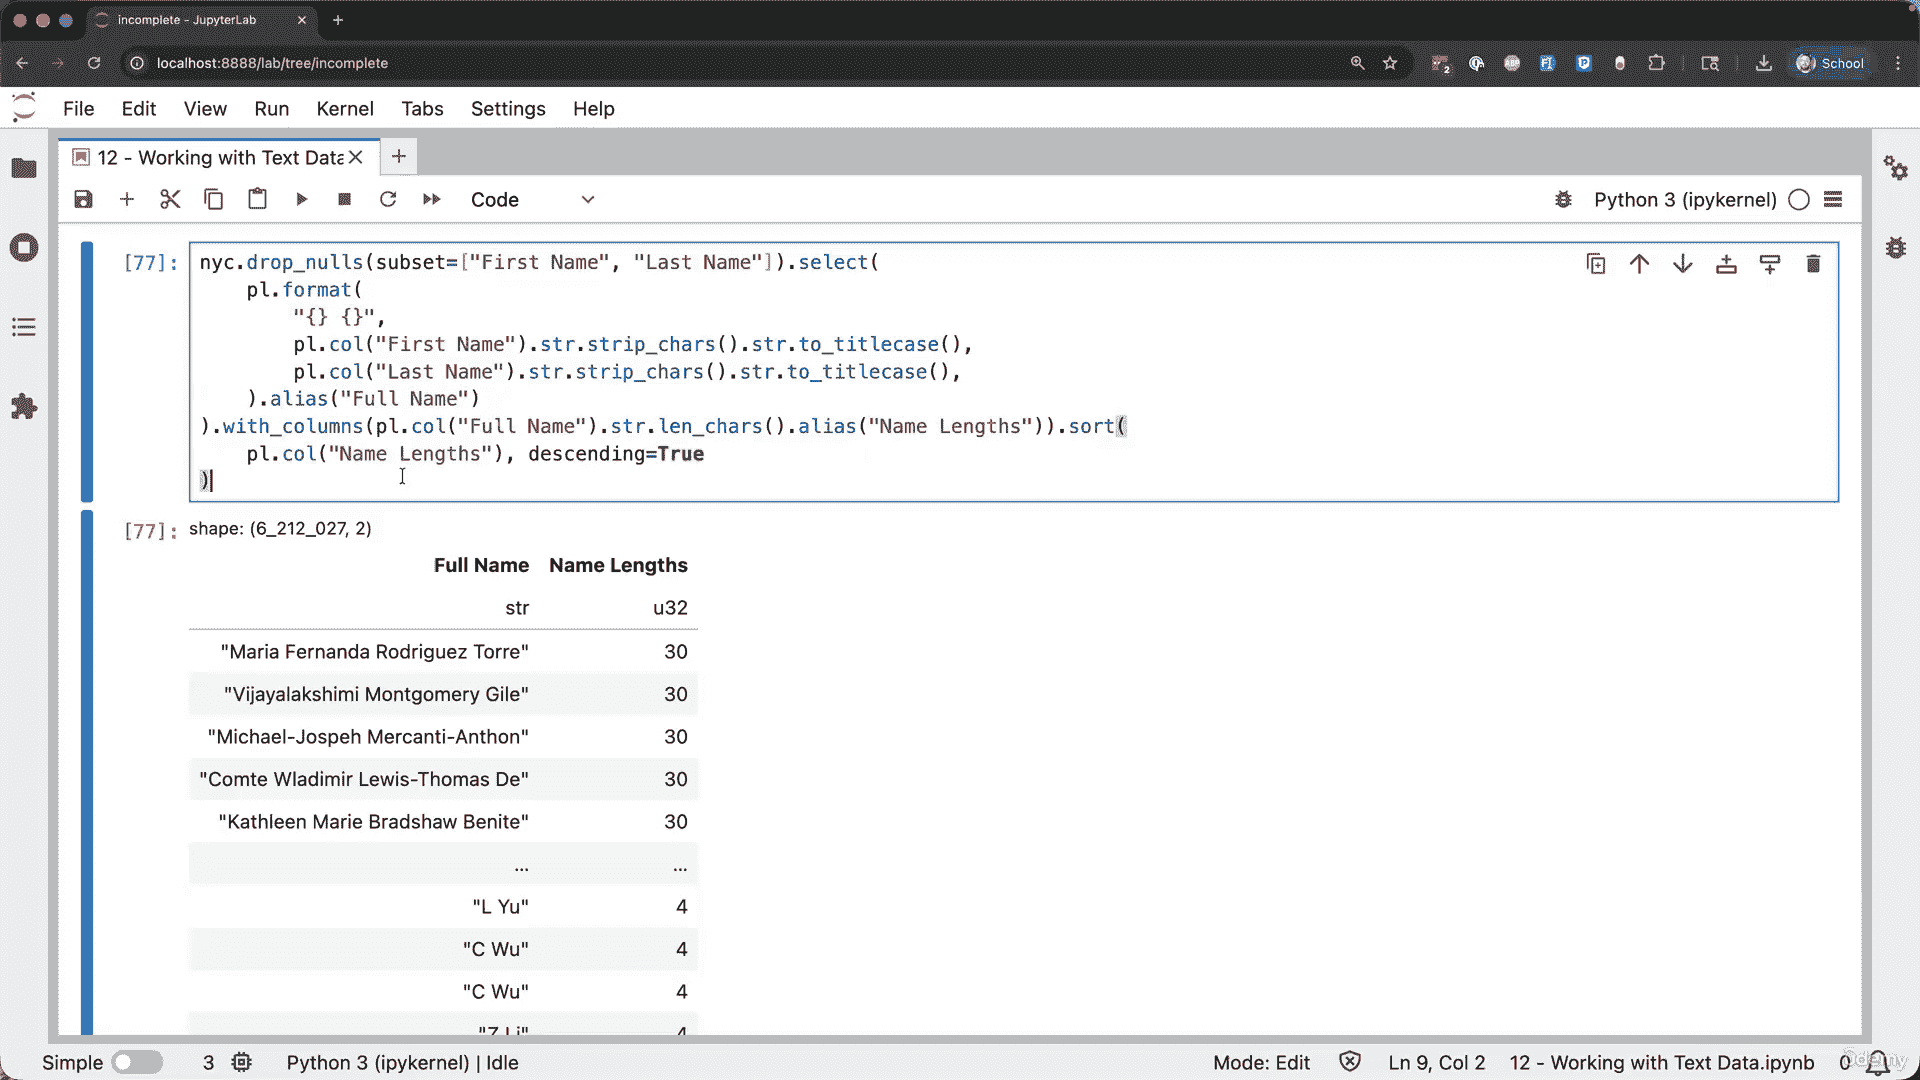 incomplete - JupyterLab
localhost:8888/lab/tree/incomplete
2
School
File Edit View Run Kernel Tabs Settings Help
12 - Working with Text Data
Code
Python 3 (ipykernel)
[77]:
nyc.drop_nulls(subset=["First Name", "Last Name"]).select(
pl.format(
"{} {}",
pl.col("First Name").str.strip_chars().str.to_titlecase(),
pl.col("Last Name").str.strip_chars().str.to_titlecase(),
).alias("Full Name")
).with_columns(pl.col("Full Name").str.len_chars().alias("Name Lengths")).sort(
pl.col("Name Lengths"), descending=True
)
[77]: shape: (6_212_027, 2)
Full Name Name Lengths
str u32
"Maria Fernanda Rodriguez Torre" 30
"Vijayalakshimi Montgomery Gile" 30
"Michael-Jospeh Mercanti-Anthon" 30
"Comte Wladimir Lewis-Thomas De" 30
"Kathleen Marie Bradshaw Benite" 30
... ...
"L Yu" 4
"C Wu" 4
"C Wu" 4
"Z Li" 4
Simple 3 Python 3 (ipykernel) | Idle Mode: Edit Ln 9, Col 2 12 - Working with Text Data.ipynb 0
udemy